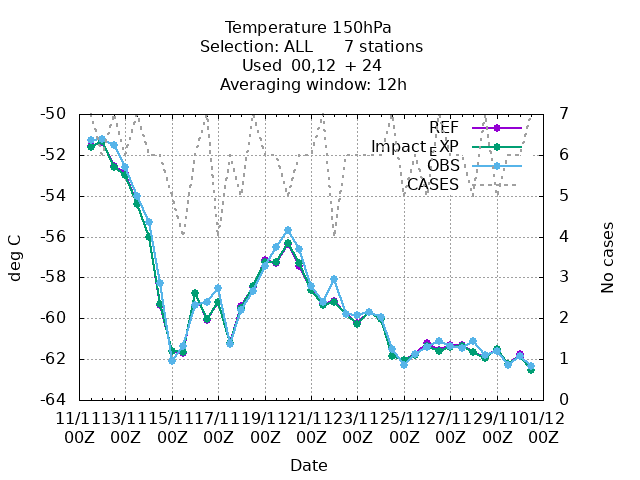 Temperature 150hPa
Selection: ALL 7 stations
Used 00,12 + 24
Averaging window: 12h
-50 7
REF
Impact_EXP
-52 6
OBS
CASES
-54 5
-56 4
deg C
No cases
-58 3
-60 2
-62 1
-64 0
11/11 13/11 15/11 17/11 19/11 21/11 23/11 25/11 27/11 29/11 01/12
00Z 00Z 00Z 00Z 00Z 00Z 00Z 00Z 00Z 00Z 00Z
Date